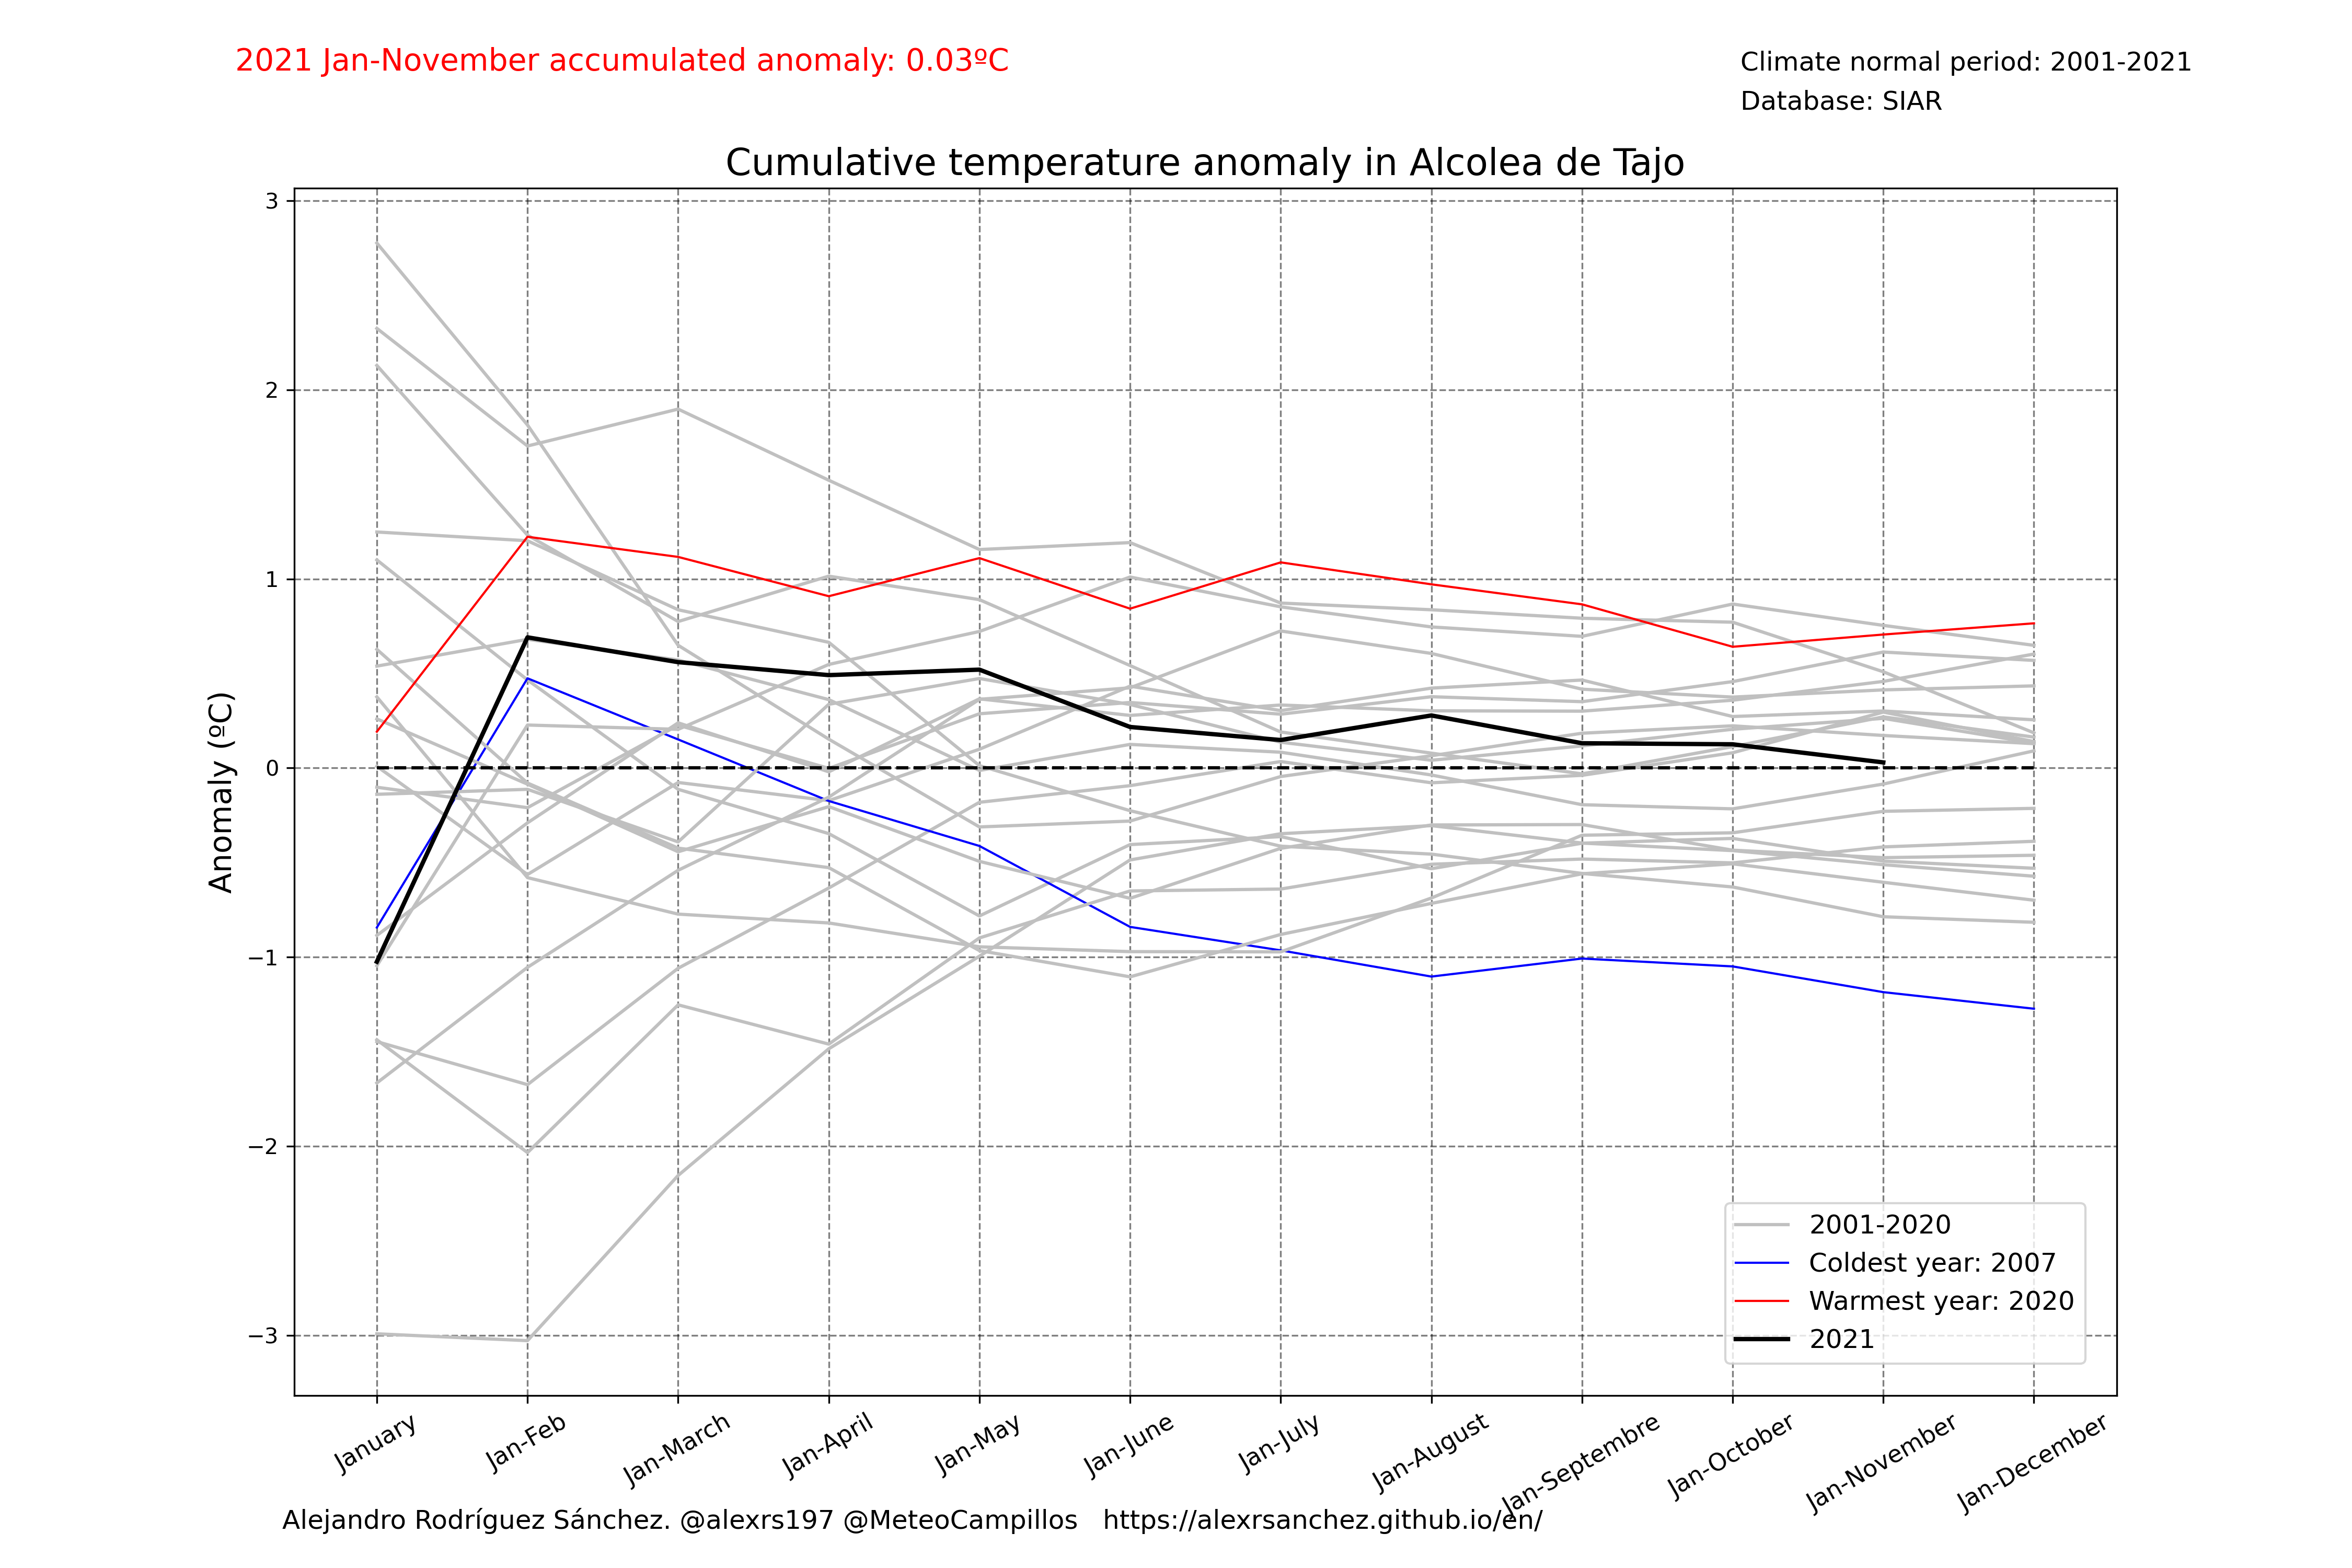 2021 Jan-November accumulated anomaly: 0.03ºC
Climate normal period: 2001-2021
Database: SIAR
Cumulative temperature anomaly in Alcolea de Tajo
Anomaly (ºC)
3
2
1
0
−1
−2
−3
2001-2020
Coldest year: 2007
Warmest year: 2020
2021
January
Jan-Feb
Jan-March
Jan-April
Jan-May
Jan-June
Jan-July
Jan-August
Jan-Septembre
Jan-October
Jan-November
Jan-December
Alejandro Rodríguez Sánchez. @alexrs197 @MeteoCampillos   https://alexrsanchez.github.io/en/